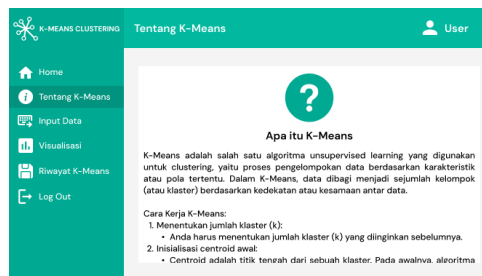 K-MEANS CLUSTERING
Tentang K-Means
User
Home
Tentang K-Means
Input Data
Visualisasi
Riwayat K-Means
Log Out
?
Apa itu K-Means
K-Means adalah salah satu algoritma unsupervised learning yang digunakan
untuk clustering, yaitu proses pengelompokan data berdasarkan karakteristik
atau pola tertentu. Dalam K-Means, data dibagi menjadi sejumlah kelompok
(atau klaster) berdasarkan kedekatan atau kesamaan antar data.
Cara Kerja K-Means:
1. Menentukan jumlah klaster (k):
• Anda harus menentukan jumlah klaster (k) yang diinginkan sebelumnya.
2. Inisialisasi centroid awal:
• Centroid adalah titik tengah dari sebuah klaster. Pada awalnya, algoritma